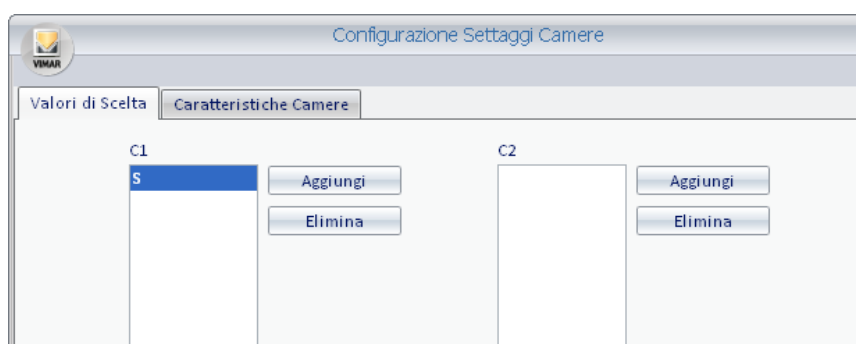 Configurazione Settaggi Camere
VIMAR
Valori di Scelta Caratteristiche Camere
C1 C2
S Aggiungi Aggiungi
Elimina Elimina